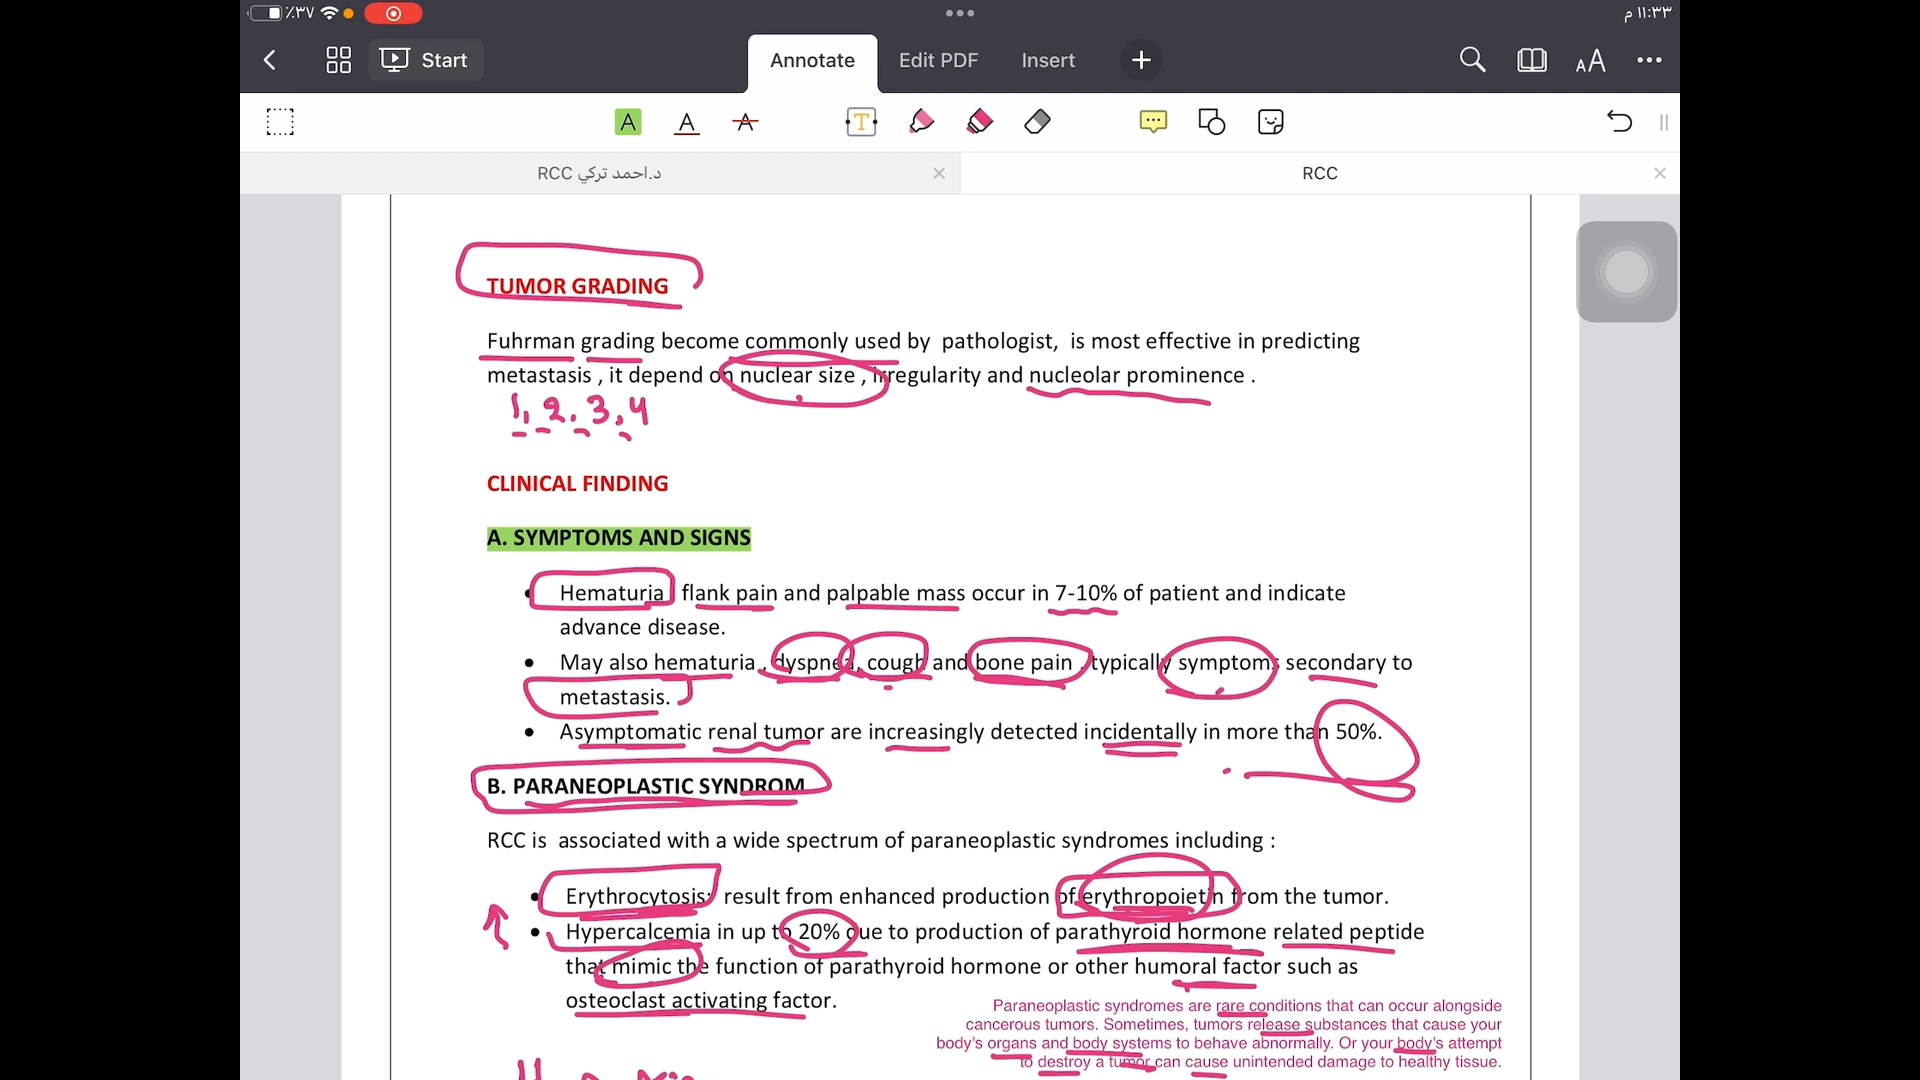 ٪٣٧
١١:٣٣ م
Start
Annotate
Edit PDF
Insert
RCC د.احمد تركي
RCC
TUMOR GRADING
Fuhrman grading become commonly used by pathologist, is most effective in predicting
metastasis , it depend on nuclear size , irregularity and nucleolar prominence .
1, 2. 3, 4
CLINICAL FINDING
A. SYMPTOMS AND SIGNS
• Hematuria flank pain and palpable mass occur in 7-10% of patient and indicate
advance disease.
• May also hematuria , dyspnea, cough and bone pain , typically symptoms secondary to
metastasis.
• Asymptomatic renal tumor are increasingly detected incidentally in more than 50%.
B. PARANEOPLASTIC SYNDROM
RCC is associated with a wide spectrum of paraneoplastic syndromes including :
• Erythrocytosis: result from enhanced production of erythropoietin from the tumor.
• Hypercalcemia in up to 20% due to production of parathyroid hormone related peptide
that mimic the function of parathyroid hormone or other humoral factor such as
osteoclast activating factor.
Paraneoplastic syndromes are rare conditions that can occur alongside
cancerous tumors. Sometimes, tumors release substances that cause your
body's organs and body systems to behave abnormally. Or your body's attempt
to destroy a tumor can cause unintended damage to healthy tissue.